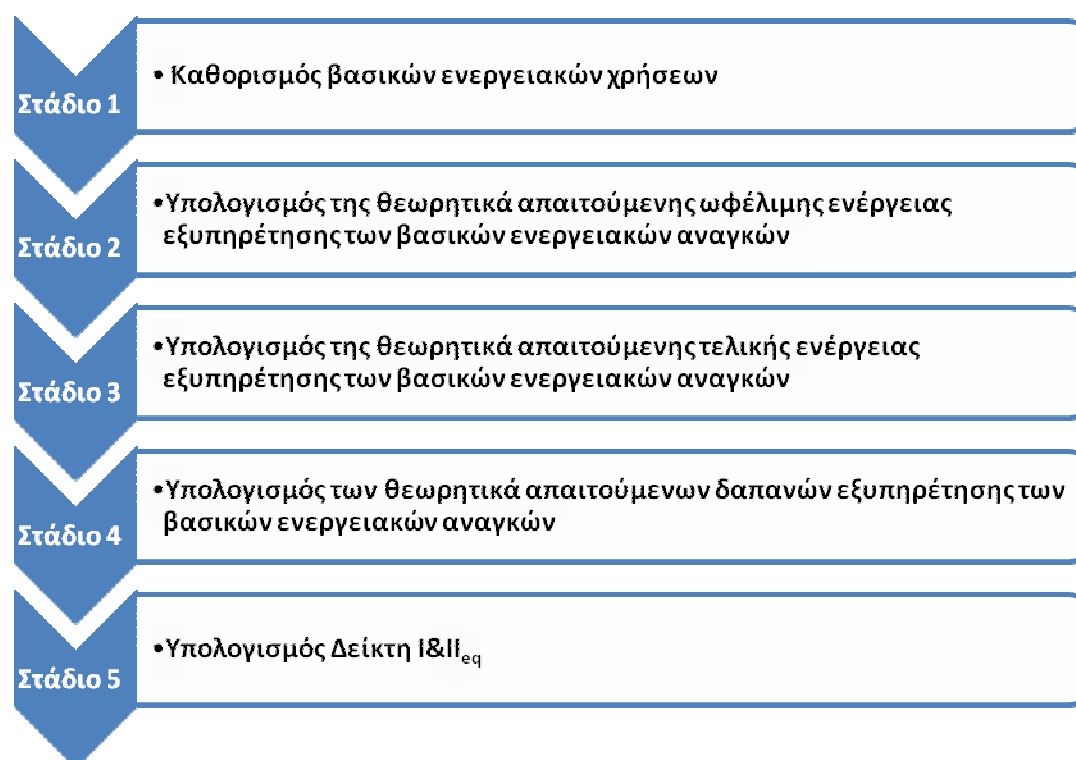 Στάδιο 1
• Καθορισμός βασικών ενεργειακών χρήσεων
Στάδιο 2
•Υπολογισμός της θεωρητικά απαιτούμενης ωφέλιμης ενέργειας
εξυπηρέτησης των βασικών ενεργειακών αναγκών
Στάδιο 3
•Υπολογισμός της θεωρητικά απαιτούμενης τελικής ενέργειας
εξυπηρέτησης των βασικών ενεργειακών αναγκών
Στάδιο 4
•Υπολογισμός των θεωρητικά απαιτούμενων δαπανών εξυπηρέτησης των
βασικών ενεργειακών αναγκών
Στάδιο 5
•Υπολογισμός Δείκτη I&II_eq